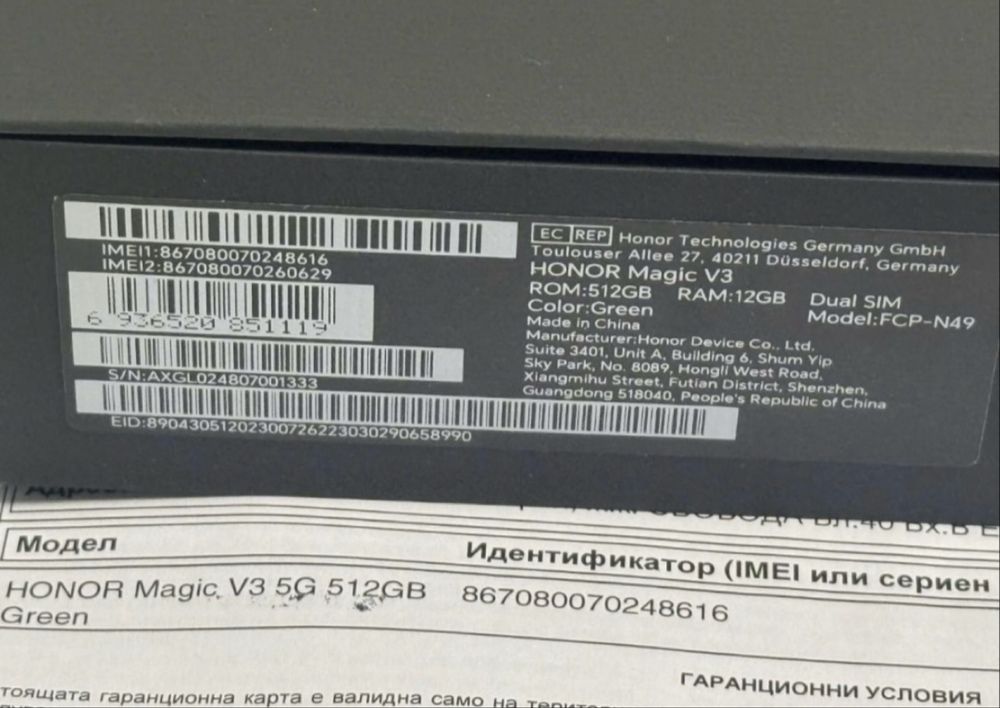 IMEI1:867080070248616
IMEI2:867080070260629
6 936520 851119
S/N:AXGL024807001333
EID:89043051202300726223030290658990
EC REP Honor Technologies Germany GmbH
Toulouser Allee 27, 40211 Düsseldorf, Germany
HONOR Magic V3
ROM:512GB RAM:12GB Dual SIM
Color:Green Model:FCP-N49
Made in China
Manufacturer:Honor Device Co., Ltd.
Suite 3401, Unit A, Building 6, Shum Yip
Sky Park, No. 8089, Hongli West Road,
Xiangmihu Street, Futian District, Shenzhen,
Guangdong 518040, People's Republic of China
СВОБОДА Бл.40 Вх.В
Модел Идентификатор (IMEI или сериен
HONOR Magic V3 5G 512GB 867080070248616
Green
ГАРАНЦИОННИ УСЛОВИЯ
тоящата гаранционна карта е валидна само на